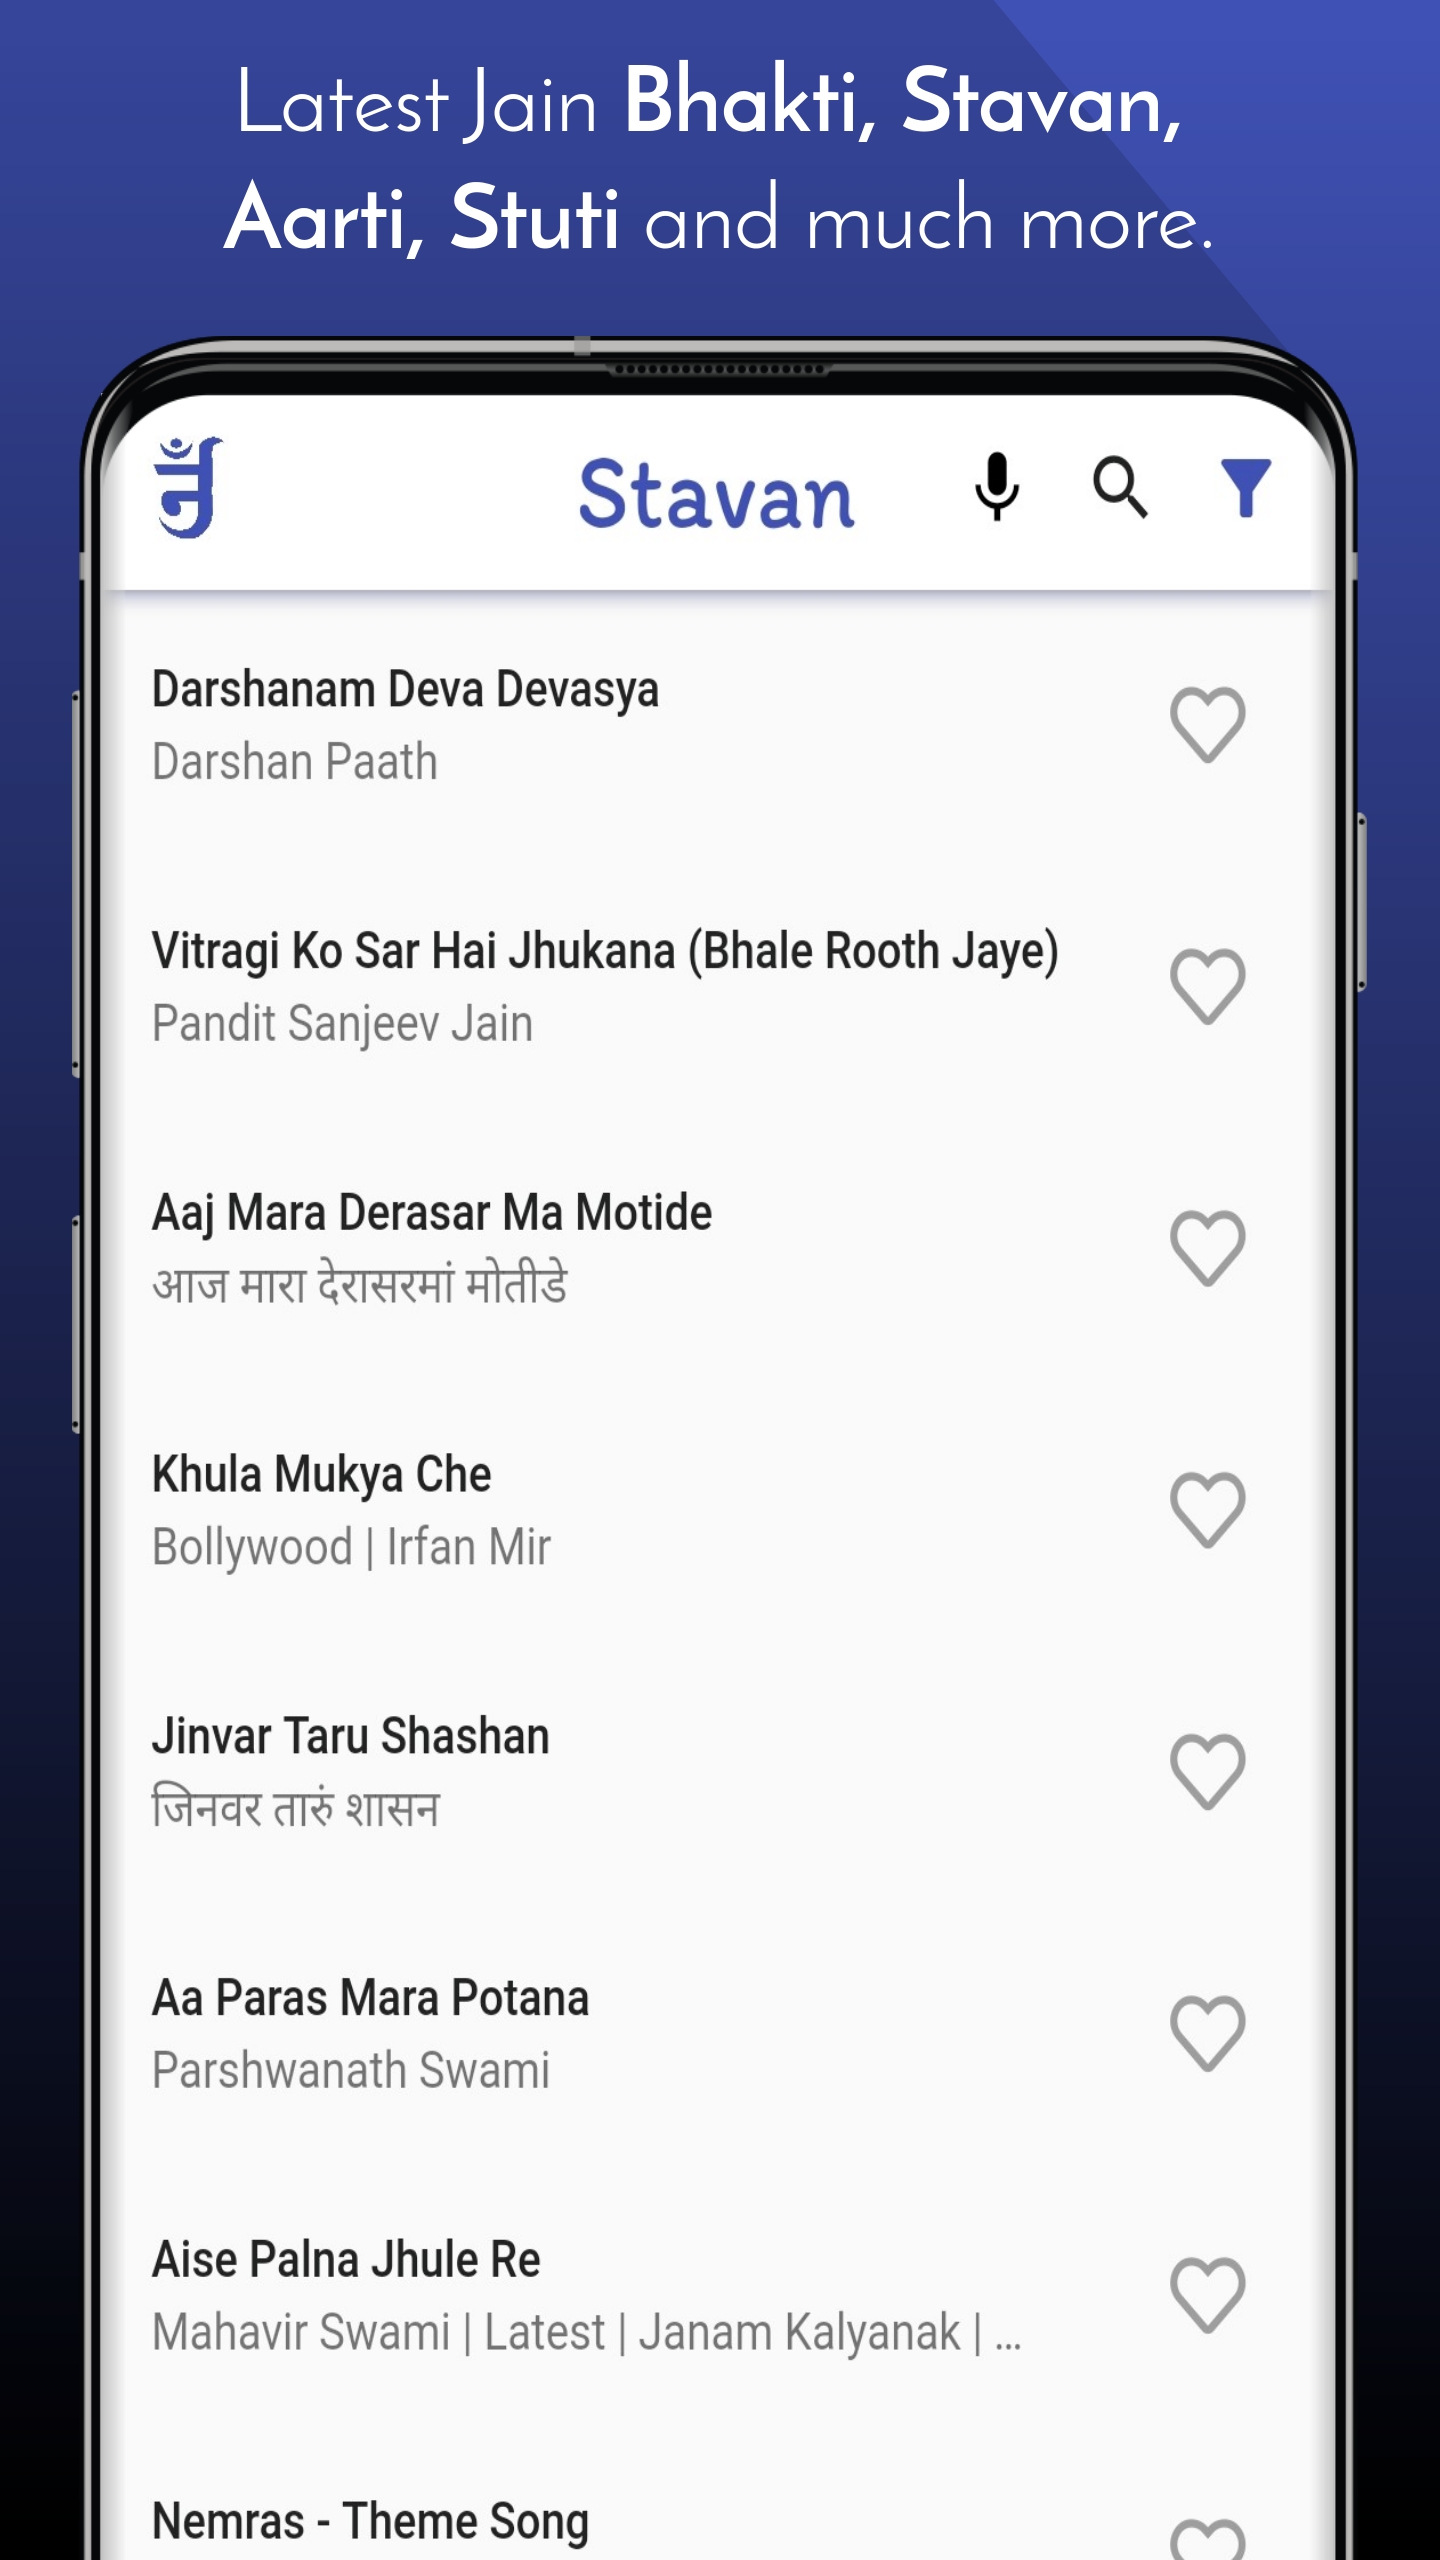 Latest Jain Bhakti, Stavan,
Aarti, Stuti and much more.
Stavan
Darshanam Deva Devasya
Darshan Paath
Vitragi Ko Sar Hai Jhukana (Bhale Rooth Jaye)
Pandit Sanjeev Jain
Aaj Mara Derasar Ma Motide
आज मारा देरासरमां मोतीडे
Khula Mukya Che
Bollywood | Irfan Mir
Jinvar Taru Shashan
जिनवर तारुं शासन
Aa Paras Mara Potana
Parshwanath Swami
Aise Palna Jhule Re
Mahavir Swami | Latest | Janam Kalyanak | ...
Nemras - Theme Song